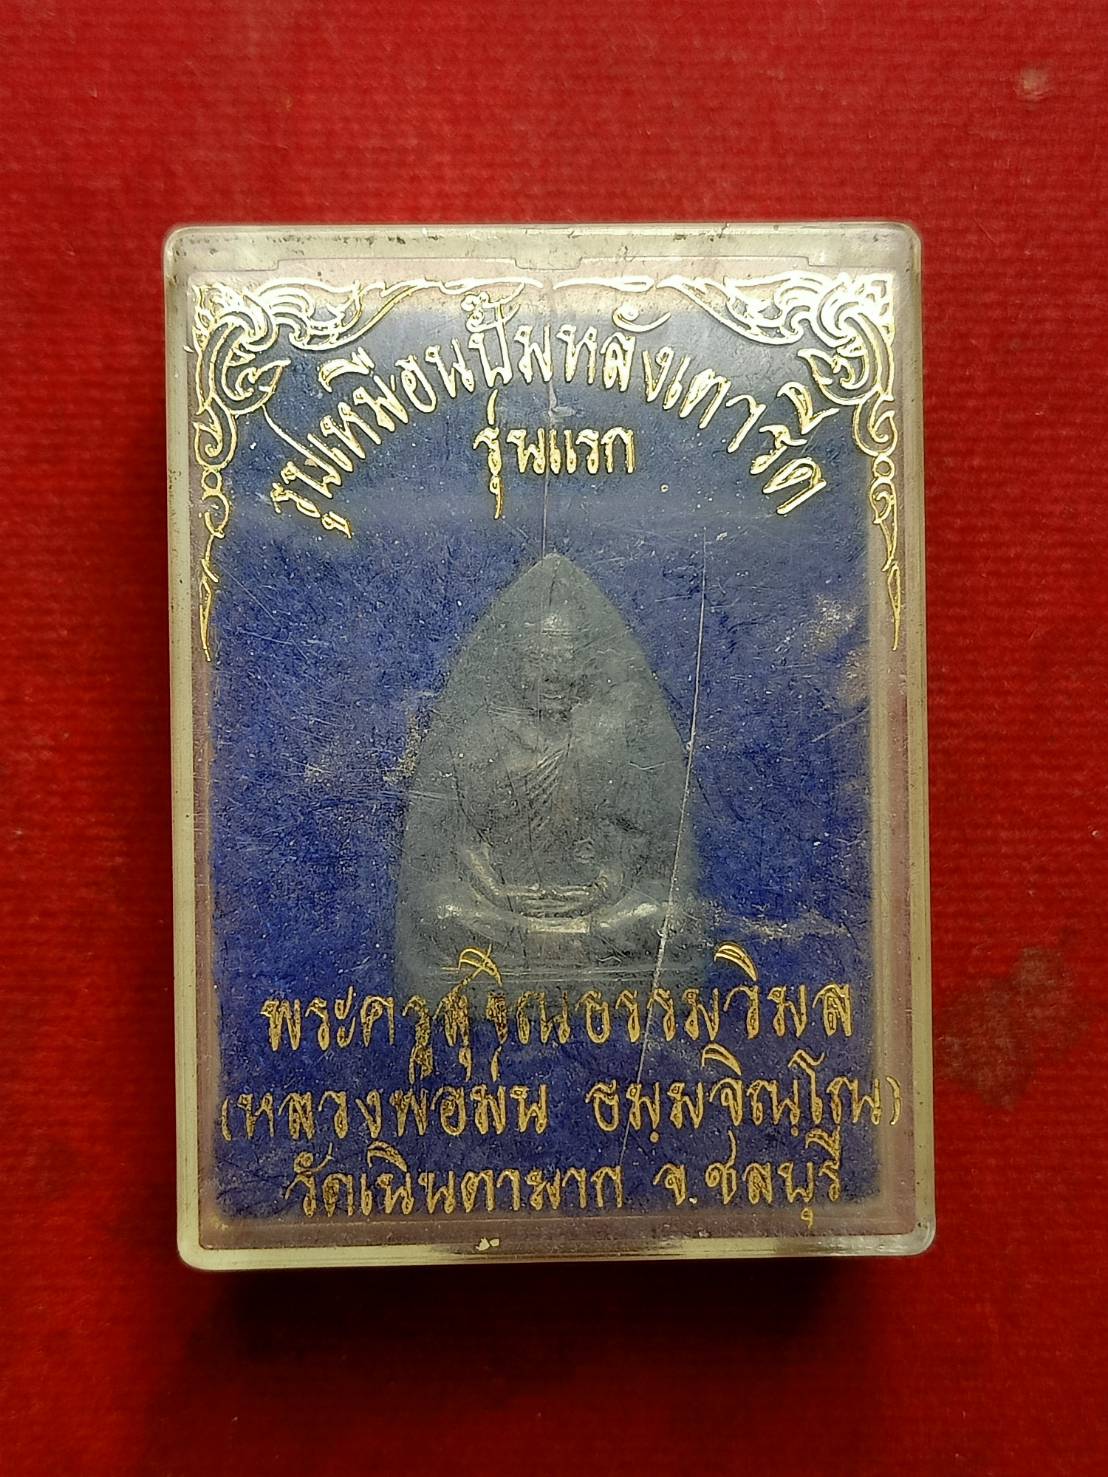 รูปเหมือนปั๊มหลังเตารีด
รุ่นแรก
พระครูสุจิณธรรมวิมล
(หลวงพ่อม่น ธมฺมจิณฺโณ)
วัดเนินตามาก จ.ชลบุรี